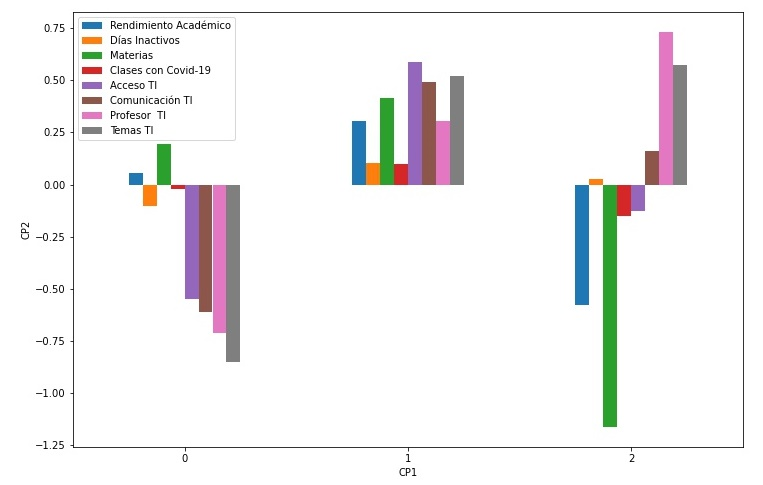 0.75
0.50
0.25
0.00
−0.25
−0.50
−0.75
−1.00
−1.25
CP2
Rendimiento Académico
Días Inactivos
Materias
Clases con Covid-19
Acceso TI
Comunicación TI
Profesor  TI
Temas TI
0
1
2
CP1